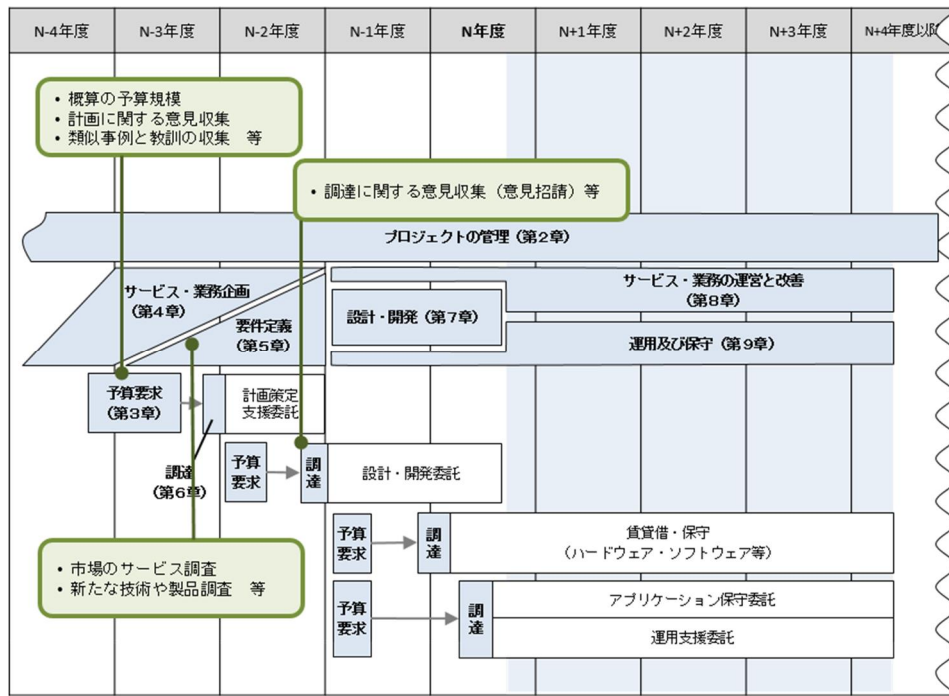 N-4年度 N-3年度 N-2年度 N-1年度 N年度 N+1年度 N+2年度 N+3年度 N+4年度以降
• 概算の予算規模
• 計画に関する意見収集
• 類似事例と教訓の収集 等
• 調達に関する意見収集（意見招請）等
プロジェクトの管理（第2章）
サービス・業務企画
（第4章）
要件定義
（第5章）
設計・開発（第7章）
サービス・業務の運営と改善
（第8章）
運用及び保守（第9章）
予算要求
（第3章）
計画策定
支援委託
調達
（第6章）
予算
要求
調
達
設計・開発委託
• 市場のサービス調査
• 新たな技術や製品調査 等
予算
要求
調
達
賃貸借・保守
（ハードウェア・ソフトウェア等）
予算
要求
調
達
アプリケーション保守委託
運用支援委託